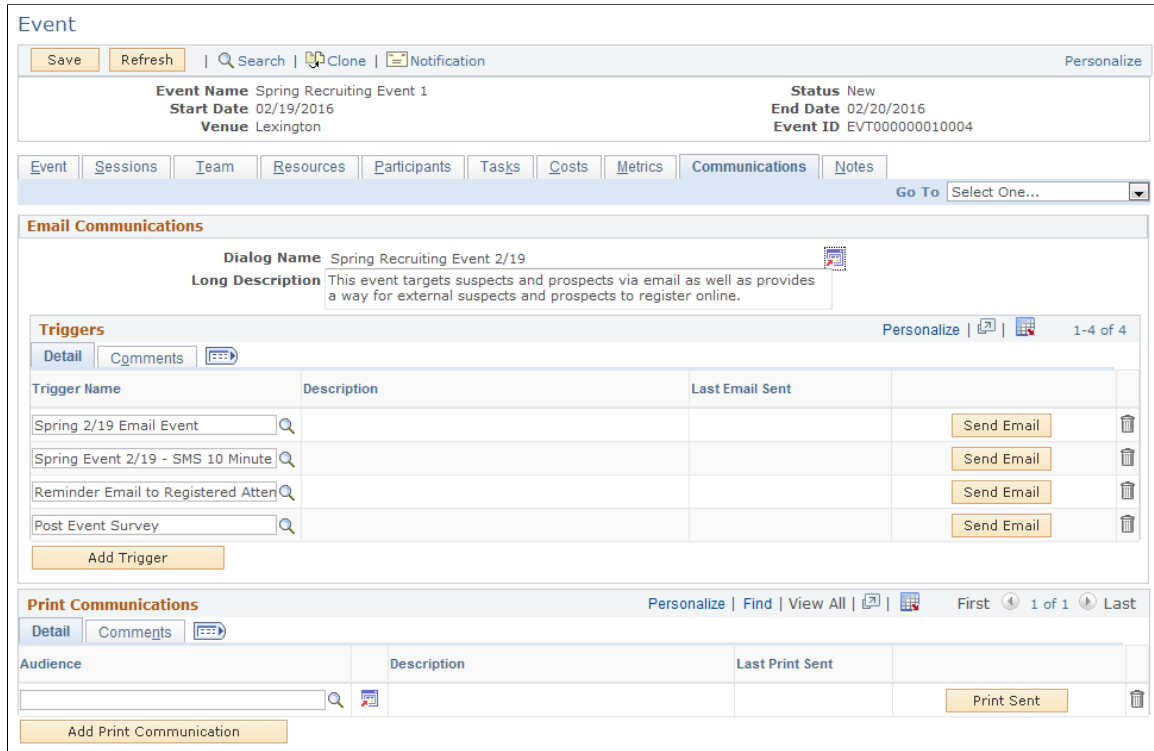 Event
Save Refresh | Search | Clone | Notification Personalize
Event Name Spring Recruiting Event 1 Status New
Start Date 02/19/2016 End Date 02/20/2016
Venue Lexington Event ID EVT000000010004
Event Sessions Team Resources Participants Tasks Costs Metrics Communications Notes
Go To Select One...
Email Communications
Dialog Name Spring Recruiting Event 2/19
Long Description This event targets suspects and prospects via email as well as provides
a way for external suspects and prospects to register online.
Triggers Personalize | | 1-4 of 4
Detail Comments
Trigger Name Description Last Email Sent
Spring 2/19 Email Event Send Email
Spring Event 2/19 - SMS 10 Minute Send Email
Reminder Email to Registered Atten Send Email
Post Event Survey Send Email
Add Trigger
Print Communications Personalize | Find | View All | | First 1 of 1 Last
Detail Comments
Audience Description Last Print Sent
Print Sent
Add Print Communication